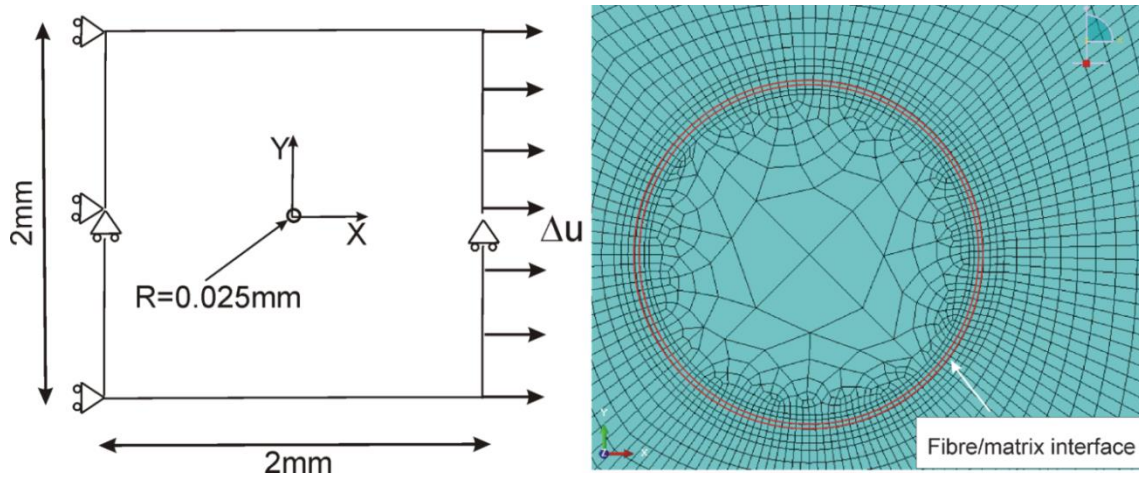 2mm
Y
X
Δu
R=0.025mm
2mm
Y
X
Fibre/matrix interface